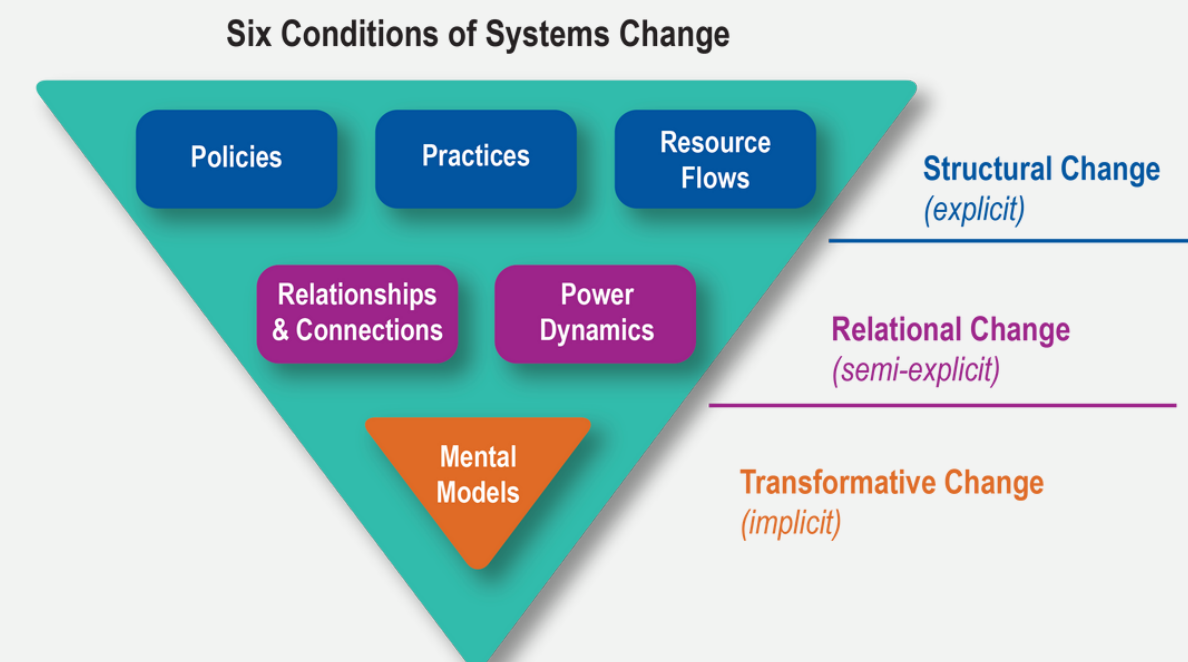 Six Conditions of Systems Change
Policies
Practices
Resource
Flows
Structural Change
(explicit)
Relationships
& Connections
Power
Dynamics
Relational Change
(semi-explicit)
Mental
Models
Transformative Change
(implicit)